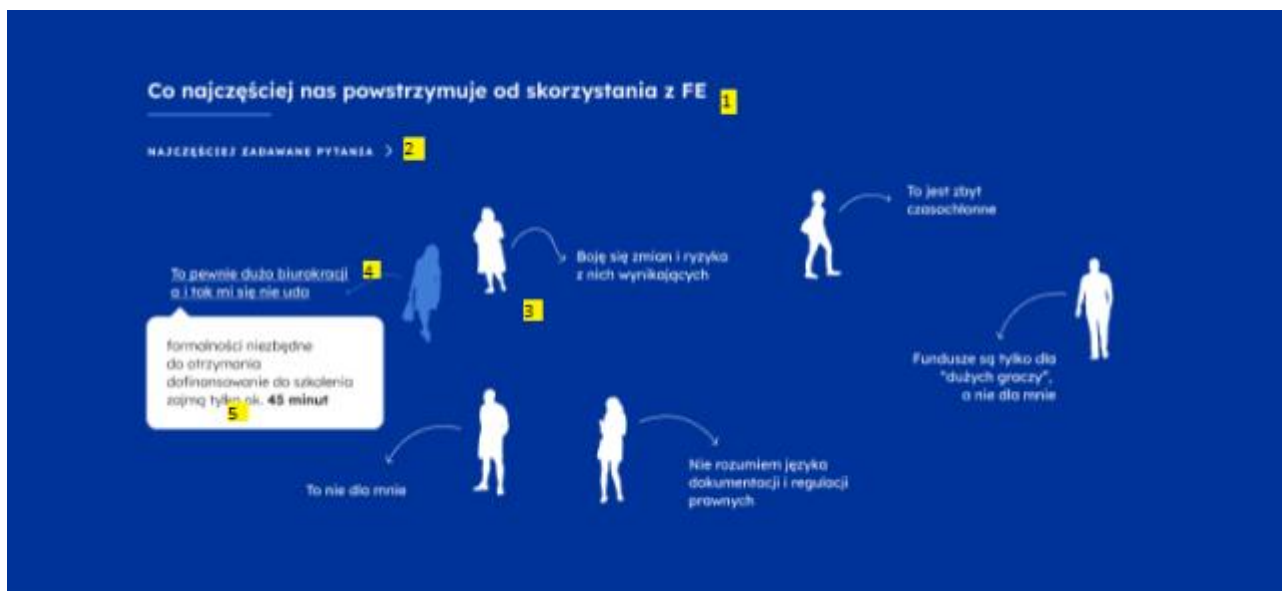 Co najczęściej nas powstrzymuje od skorzystania z FE
1
NAJCZĘŚCIEJ ZADAWANE PYTANIA >
2
To jest zbyt
czasochłonne
Boję się zmian i ryzyka
z nich wynikających
3
To pewnie dużo biurokracji
4
a i tak mi się nie uda
formalności niezbędne
do otrzymania
dofinansowanie do szkolenia
zajmą tylko ok. 45 minut
5
Fundusze są tylko dla
"dużych graczy",
a nie dla mnie
To nie dla mnie
Nie rozumiem języka
dokumentacji i regulacji
prawnych